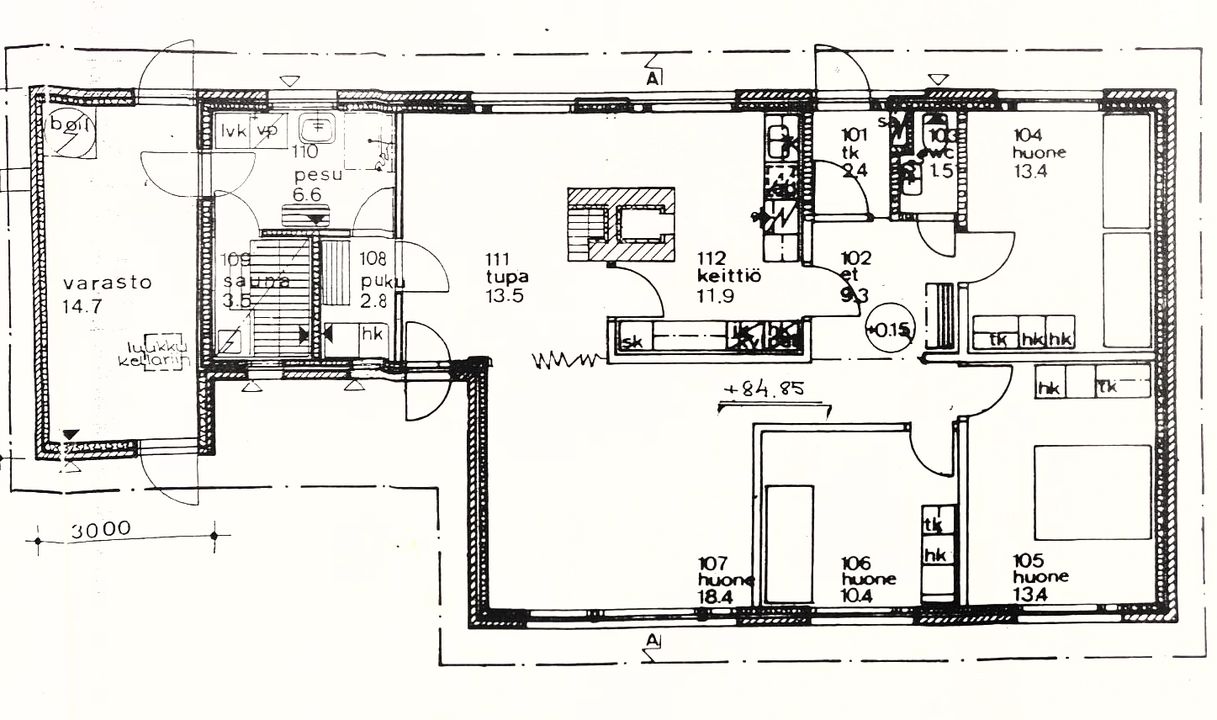 A
boil
lvk
vp
110
pesu
6.6
101
tk
2.4
103
wc
1.5
104
huone
13.4
varasto
14.7
109
sauna
3.5
108
puku
2.8
111
tupa
13.5
112
keittiö
11.9
102
et
9.3
+0.15
luukku
kellariin
hk
sk
tk
hk
hk
+84.85
hk
tk
3000
tk
hk
107
huone
18.4
106
huone
10.4
105
huone
13.4
A